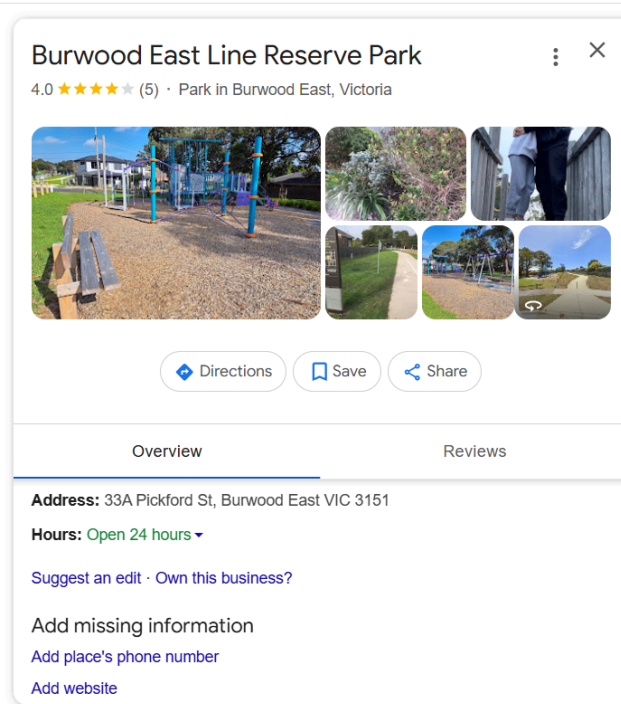 Burwood East Line Reserve Park
4.0 ★★★★★ (5) · Park in Burwood East, Victoria
Directions
Save
Share
Overview
Reviews
Address: 33A Pickford St, Burwood East VIC 3151
Hours: Open 24 hours
Suggest an edit · Own this business?
Add missing information
Add place's phone number
Add website